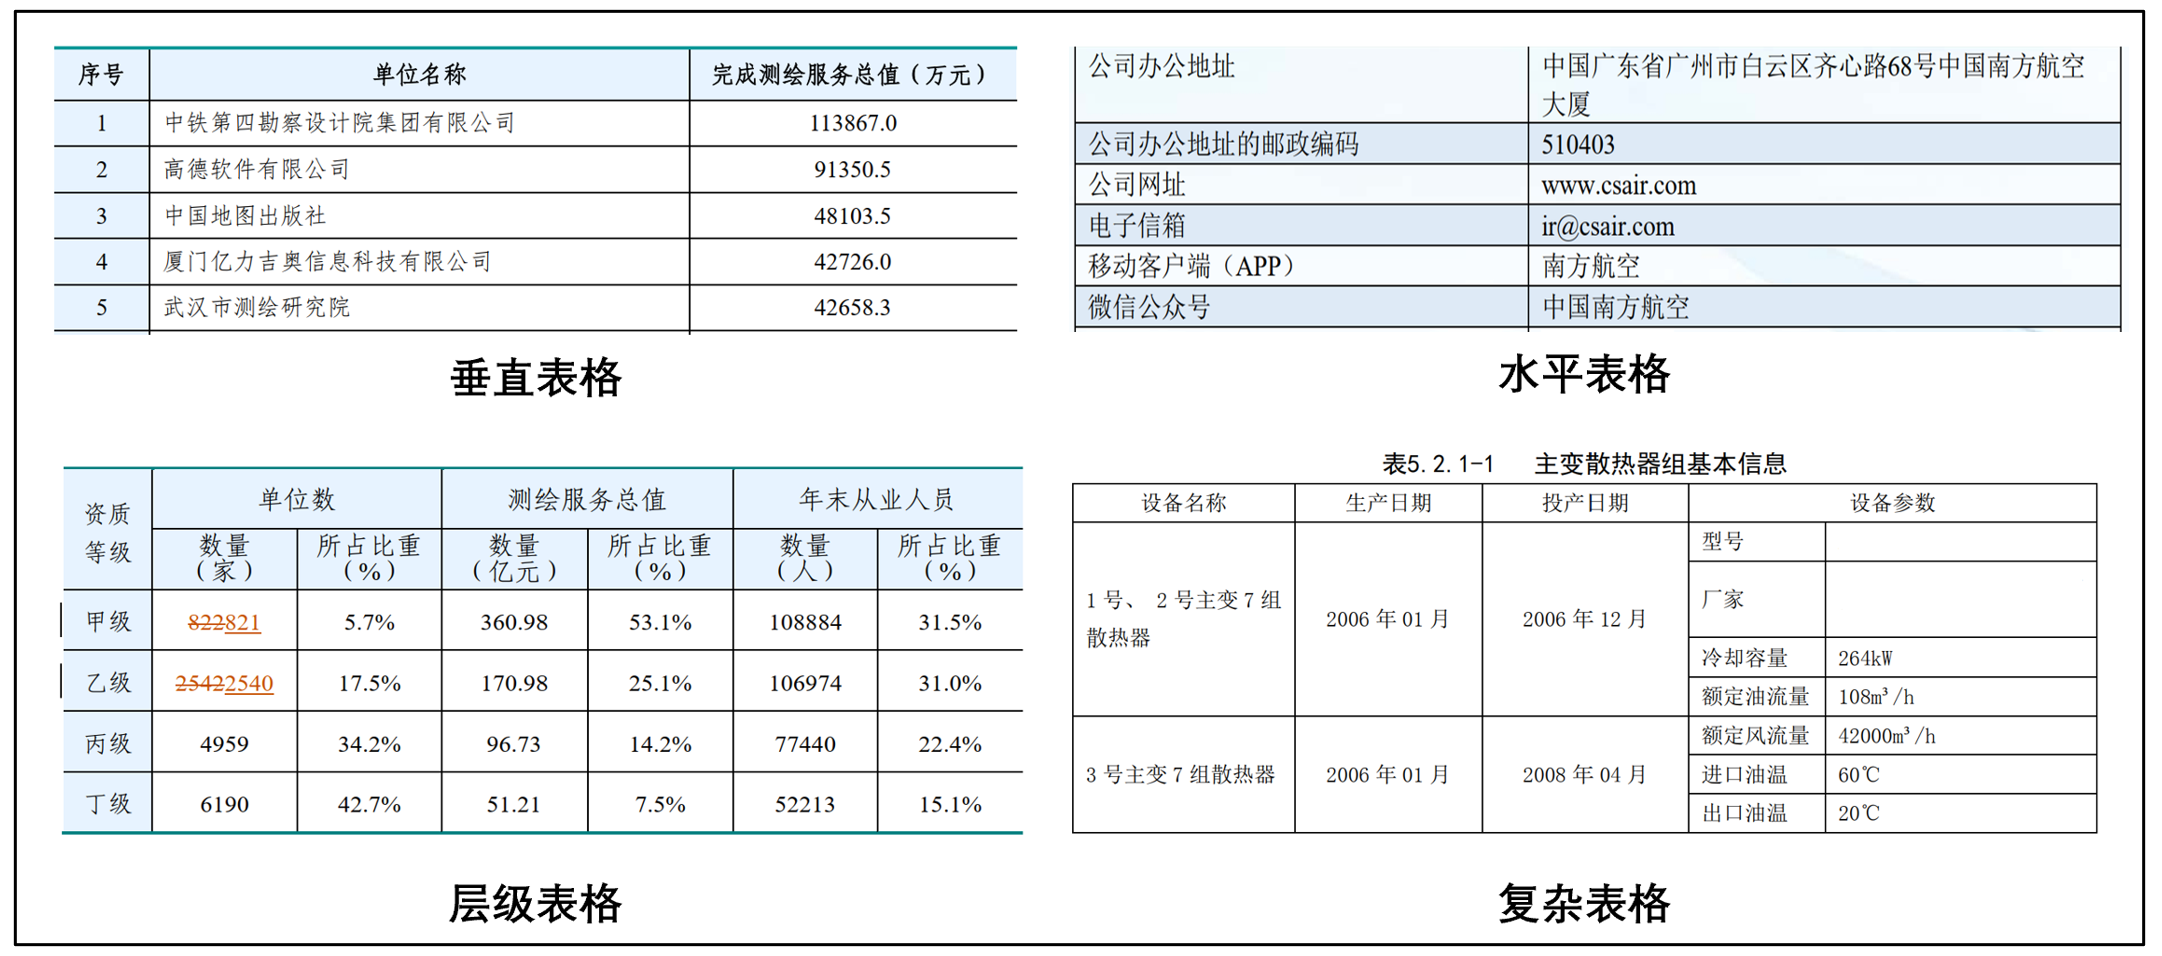 序号 单位名称 完成测绘服务总值（万元）
1 中铁第四勘察设计院集团有限公司 113867.0
2 高德软件有限公司 91350.5
3 中国地图出版社 48103.5
4 厦门亿力吉奥信息科技有限公司 42726.0
5 武汉市测绘研究院 42658.3
垂直表格
公司办公地址 中国广东省广州市白云区齐心路68号中国南方航空
大厦
公司办公地址的邮政编码 510403
公司网址 www.csair.com
电子信箱 ir@csair.com
移动客户端（APP） 南方航空
微信公众号 中国南方航空
水平表格
资质
等级
单位数 测绘服务总值 年末从业人员
数量 所占比重 数量 所占比重 数量 所占比重
（家） （%） （亿元） （%） （人） （%）
甲级 822821 5.7% 360.98 53.1% 108884 31.5%
乙级 25422540 17.5% 170.98 25.1% 106974 31.0%
丙级 4959 34.2% 96.73 14.2% 77440 22.4%
丁级 6190 42.7% 51.21 7.5% 52213 15.1%
层级表格
表5.2.1-1 主变散热器组基本信息
设备名称 生产日期 投产日期 设备参数
1号、 2号主变7组
散热器
2006年01月 2006年12月
型号
厂家
冷却容量 264kW
额定油流量 108m³/h
3号主变7组散热器 2006年01月 2008年04月
额定风流量 42000m³/h
进口油温 60℃
出口油温 20℃
复杂表格